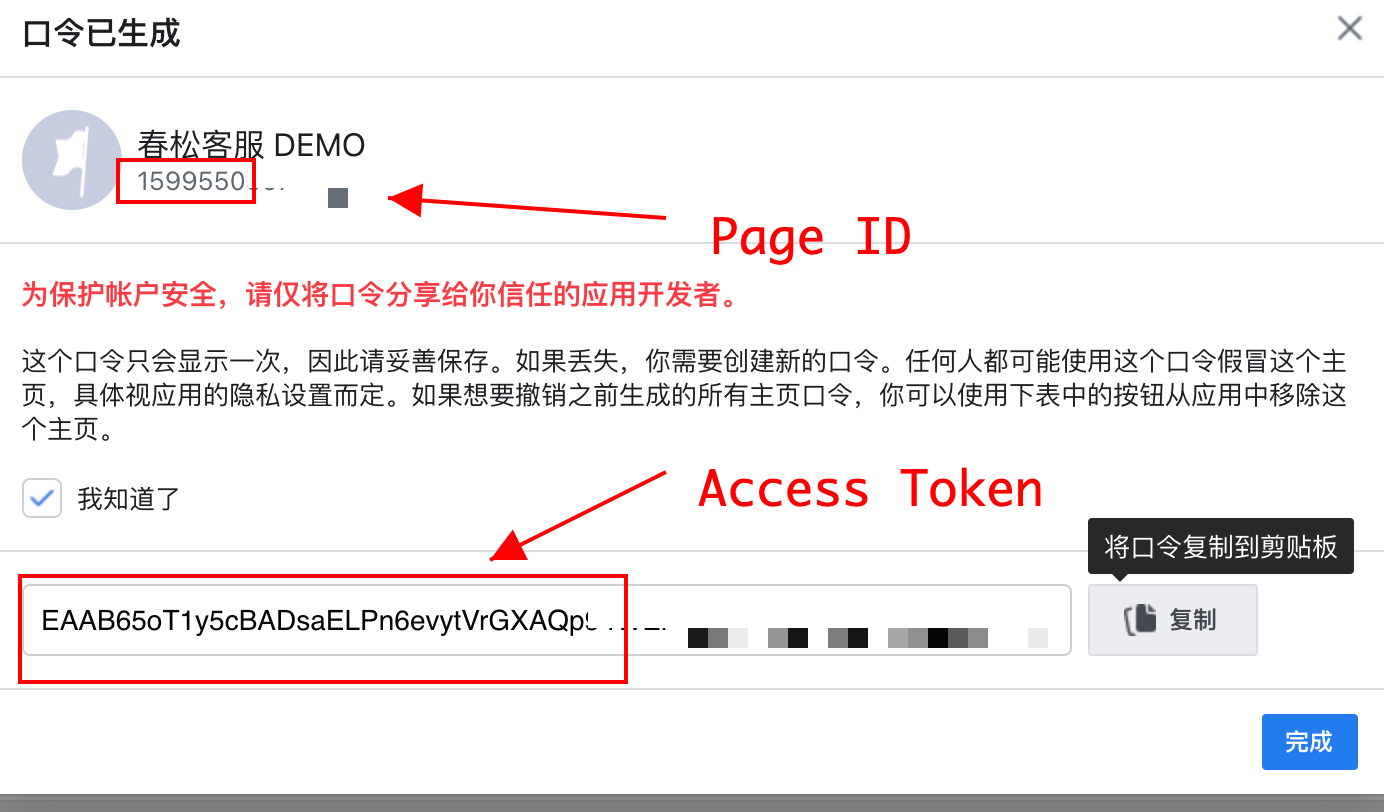 口令已生成
春松客服 DEMO
1599550
Page ID
为保护帐户安全，请仅将口令分享给你信任的应用开发者。
这个口令只会显示一次，因此请妥善保存。如果丢失，你需要创建新的口令。任何人都可能使用这个口令假冒这个主
页，具体视应用的隐私设置而定。如果想要撤销之前生成的所有主页口令，你可以使用下表中的按钮从应用中移除这
个主页。
Access Token
我知道了
将口令复制到剪贴板
EAAB65oT1y5cBADsaELPn6evytVrGXAQp
复制
完成